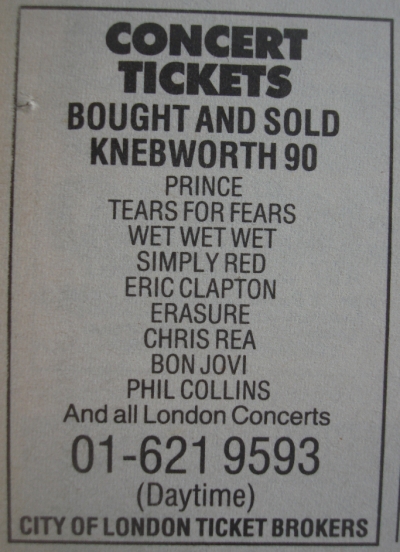 CONCERT
TICKETS
BOUGHT AND SOLD
KNEBWORTH 90
PRINCE
TEARS FOR FEARS
WET WET WET
SIMPLY RED
ERIC CLAPTON
ERASURE
CHRIS REA
BON JOVI
PHIL COLLINS
And all London Concerts
01-621 9593
(Daytime)
CITY OF LONDON TICKET BROKERS